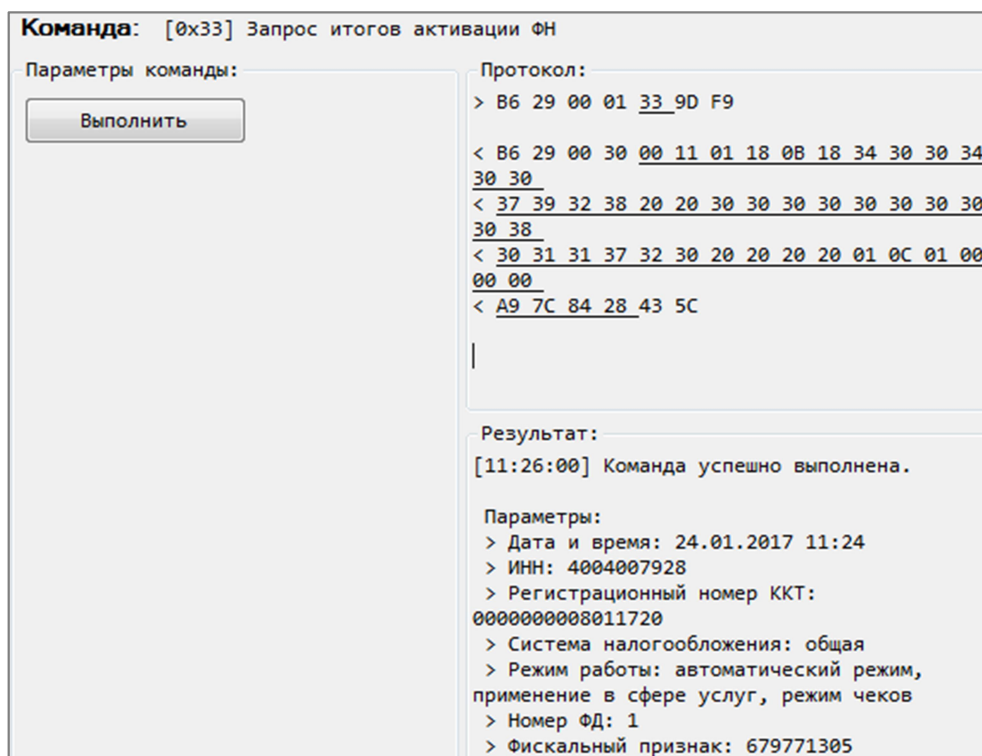 Команда: [0x33] Запрос итогов активации ФН
Параметры команды:
Выполнить
Протокол:
> B6 29 00 01 33 9D F9
< B6 29 00 30 00 11 01 18 0B 18 34 30 30 34
30 30
< 37 39 32 38 20 20 30 30 30 30 30 30 30 30
30 38
< 30 31 31 37 32 30 20 20 20 20 01 0C 01 00
00 00
< A9 7C 84 28 43 5C
Результат:
[11:26:00] Команда успешно выполнена.
Параметры:
> Дата и время: 24.01.2017 11:24
> ИНН: 4004007928
> Регистрационный номер ККТ:
0000000008011720
> Система налогообложения: общая
> Режим работы: автоматический режим,
применение в сфере услуг, режим чеков
> Номер ФД: 1
> Фискальный признак: 679771305